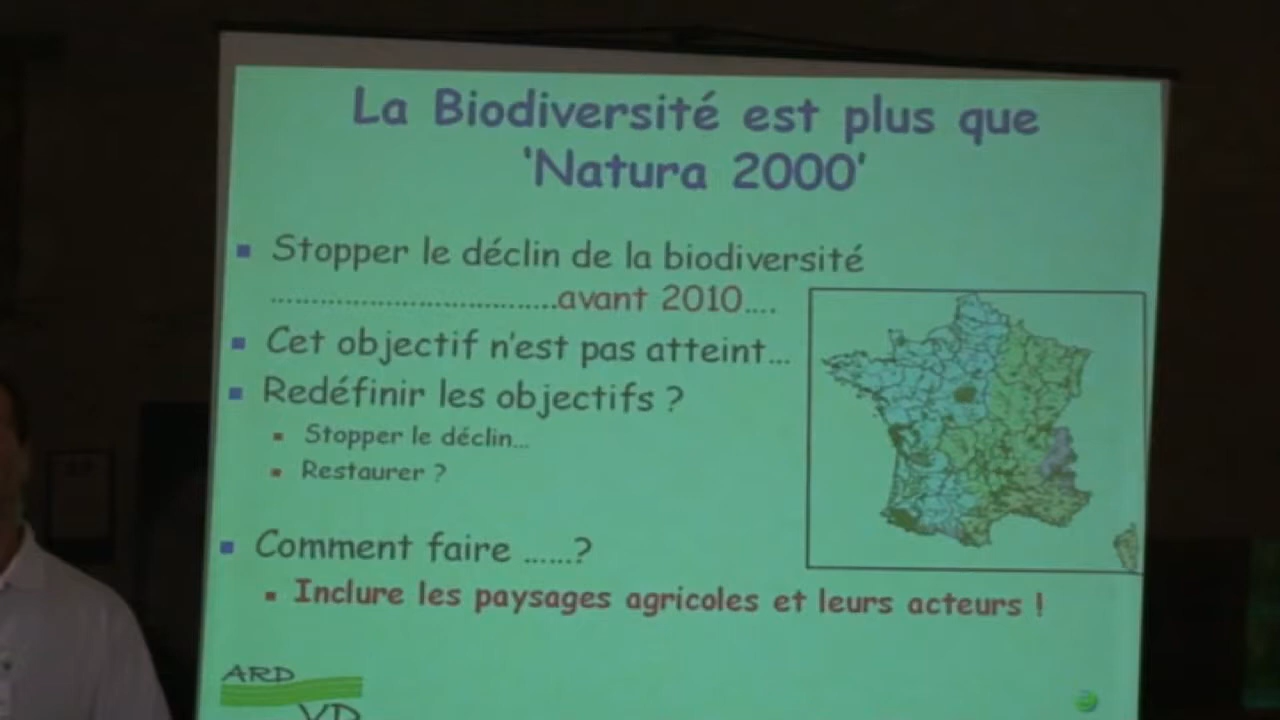 La Biodiversité est plus que
'Natura 2000'
Stopper le déclin de la biodiversité
...................................avant 2010....
Cet objectif n'est pas atteint...
Redéfinir les objectifs ?
Stopper le déclin...
Restaurer ?
Comment faire ......?
Inclure les paysages agricoles et leurs acteurs !
ARD
VD